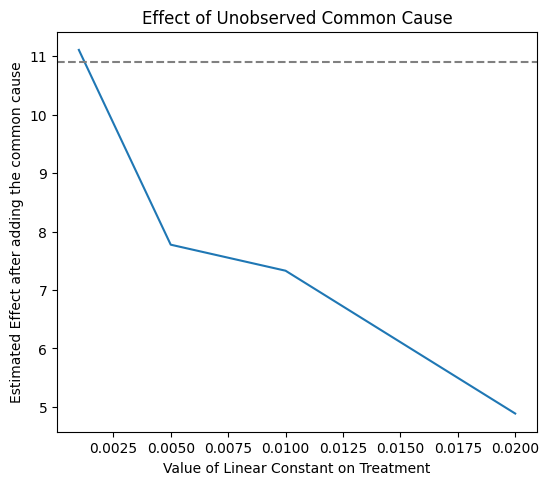 Effect of Unobserved Common Cause
Estimated Effect after adding the common cause
11
10
9
8
7
6
5
0.0025 0.0050 0.0075 0.0100 0.0125 0.0150 0.0175 0.0200
Value of Linear Constant on Treatment